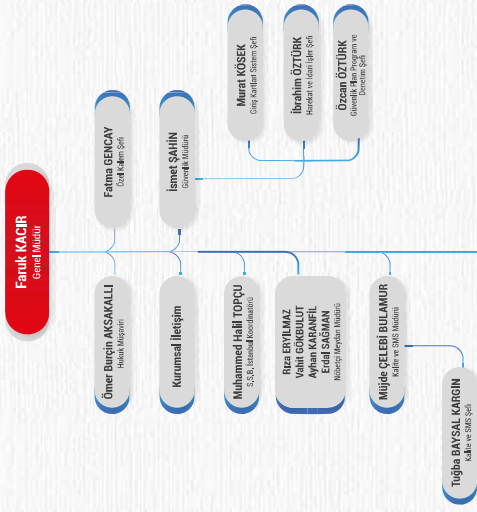 Faruk KACIR
Genel Müdür
Fatma GENCAY
Özel Kalem Şefi
Ömer Burçin AKSAKALLI
Hukuk Müşaviri
İsmet ŞAHİN
Güvenlik Müdürü
Kurumsal İletişim
Murat KÖSEK
Giriş Kartları Sistem Şefi
İbrahim ÖZTÜRK
Harekat ve İdari İşler Şefi
Özcan ÖZTÜRK
Güvenlik Plan Program ve
Denetim Şefi
Muhammed Halil TOPÇU
S,S,B, İstanbul Koordinatörü
Rıza ERYILMAZ
Vahit GÖKBULUT
Ayhan KARANFİL
Erdal SAĞMAN
Nöbetçi Meydan Müdürü
Müjde ÇELEBİ BULAMUR
Kalite ve SMS Müdürü
Tuğba BAYSAL KARGIN
Kalite ve SMS Şefi